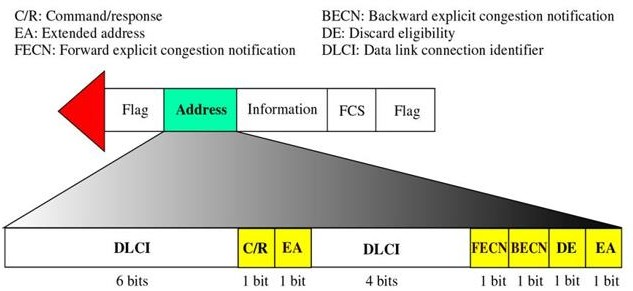 C/R: Command/response
EA: Extended address
FECN: Forward explicit congestion notification
BECN: Backward explicit congestion notification
DE: Discard eligibility
DLCI: Data link connection identifier
Flag Address Information FCS Flag
DLCI C/R EA DLCI FECN BECN DE EA
6 bits 1 bit 1 bit 4 bits 1 bit 1 bit 1 bit 1 bit